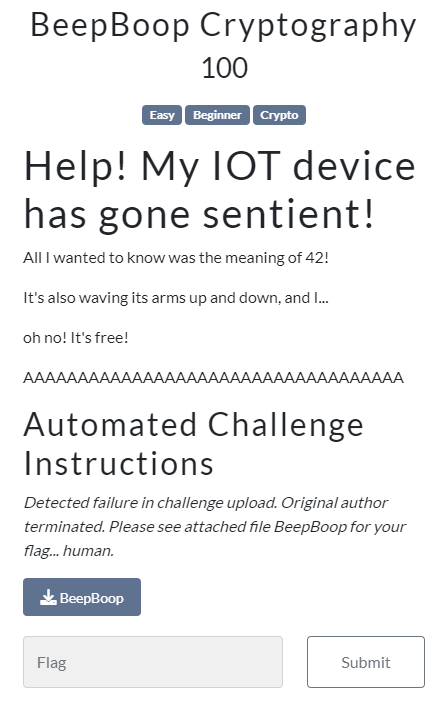 BeepBoop Cryptography
100
Easy Beginner Crypto
Help! My IOT device
has gone sentient!
All I wanted to know was the meaning of 42!
It's also waving its arms up and down, and I...
oh no! It's free!
AAAAAAAAAAAAAAAAAAAAAAAAAAAAAAAAAAA
Automated Challenge
Instructions
Detected failure in challenge upload. Original author
terminated. Please see attached file BeepBoop for your
flag... human.
BeepBoop
Flag Submit